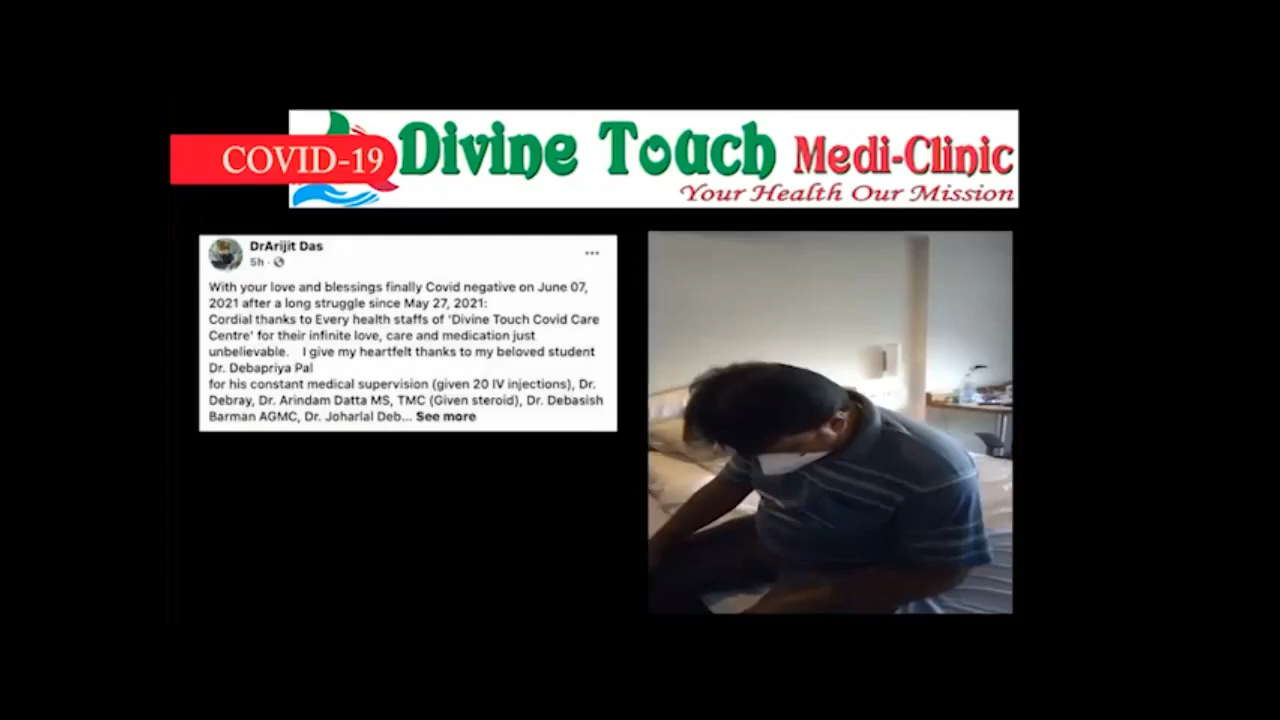 COVID-19
Divine Touch Medi-Clinic
Your Health Our Mission
DrArijit Das
5h
With your love and blessings finally Covid negative on June 07,
2021 after a long struggle since May 27, 2021:
Cordial thanks to Every health staffs of 'Divine Touch Covid Care
Centre' for their infinite love, care and medication just
unbelievable. I give my heartfelt thanks to my beloved student
Dr. Debapriya Pal
for his constant medical supervision (given 20 IV injections), Dr.
Debray, Dr. Arindam Datta MS, TMC (Given steroid), Dr. Debasish
Barman AGMC, Dr. Joharlal Deb... See more